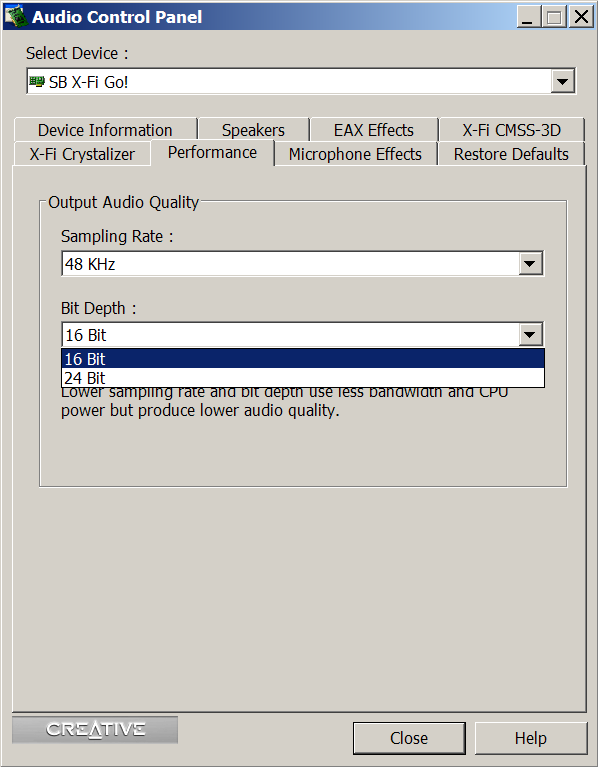 Audio Control Panel
Select Device :
SB X-Fi Go!
Device Information Speakers EAX Effects X-Fi CMSS-3D
X-Fi Crystalizer Performance Microphone Effects Restore Defaults
Output Audio Quality
Sampling Rate :
48 KHz
Bit Depth :
16 Bit
16 Bit
24 Bit
Lower sampling rate and bit depth use less bandwidth and CPU
power but produce lower audio quality.
CREATIVE
Close Help